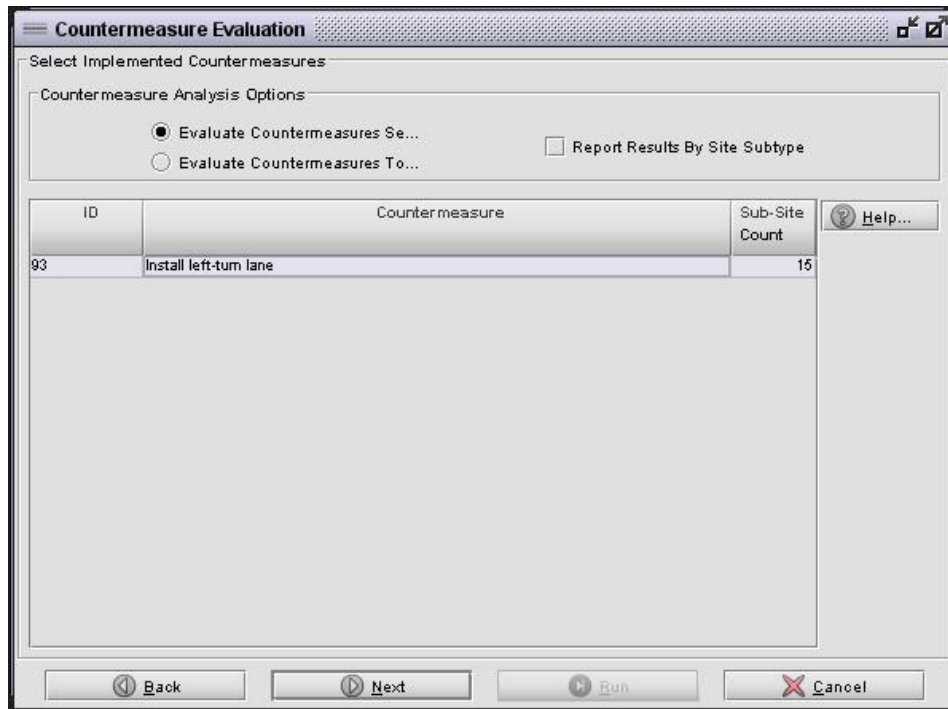 Countermeasure Evaluation
Select Implemented Countermeasures
Countermeasure Analysis Options
Evaluate Countermeasures Se...
Evaluate Countermeasures To...
Report Results By Site Subtype
ID Countermeasure Sub-Site Count
93 Install left-turn lane 15
Help...
Back Next Run Cancel